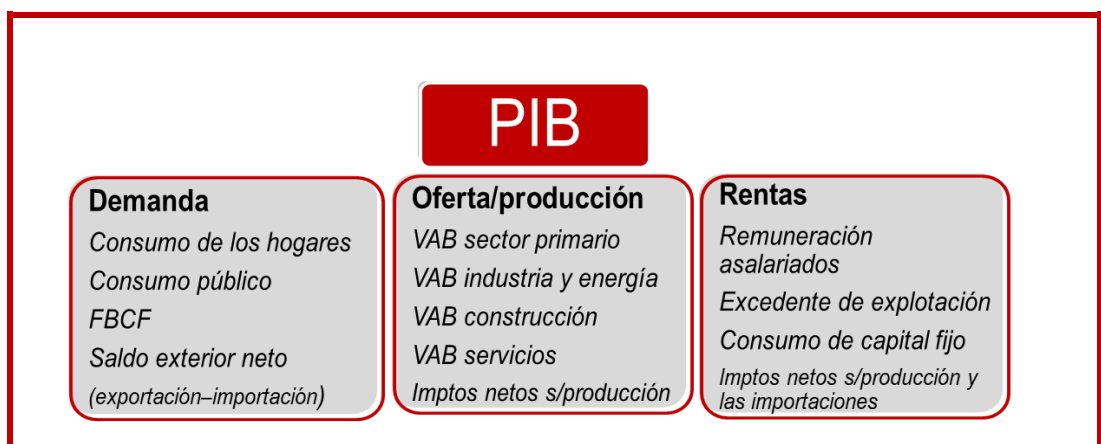 PIB
Demanda
Consumo de los hogares
Consumo público
FBCF
Saldo exterior neto
(exportación–importación)
Oferta/producción
VAB sector primario
VAB industria y energía
VAB construcción
VAB servicios
Imptos netos s/producción
Rentas
Remuneración
asalariados
Excedente de explotación
Consumo de capital fijo
Imptos netos s/producción y
las importaciones